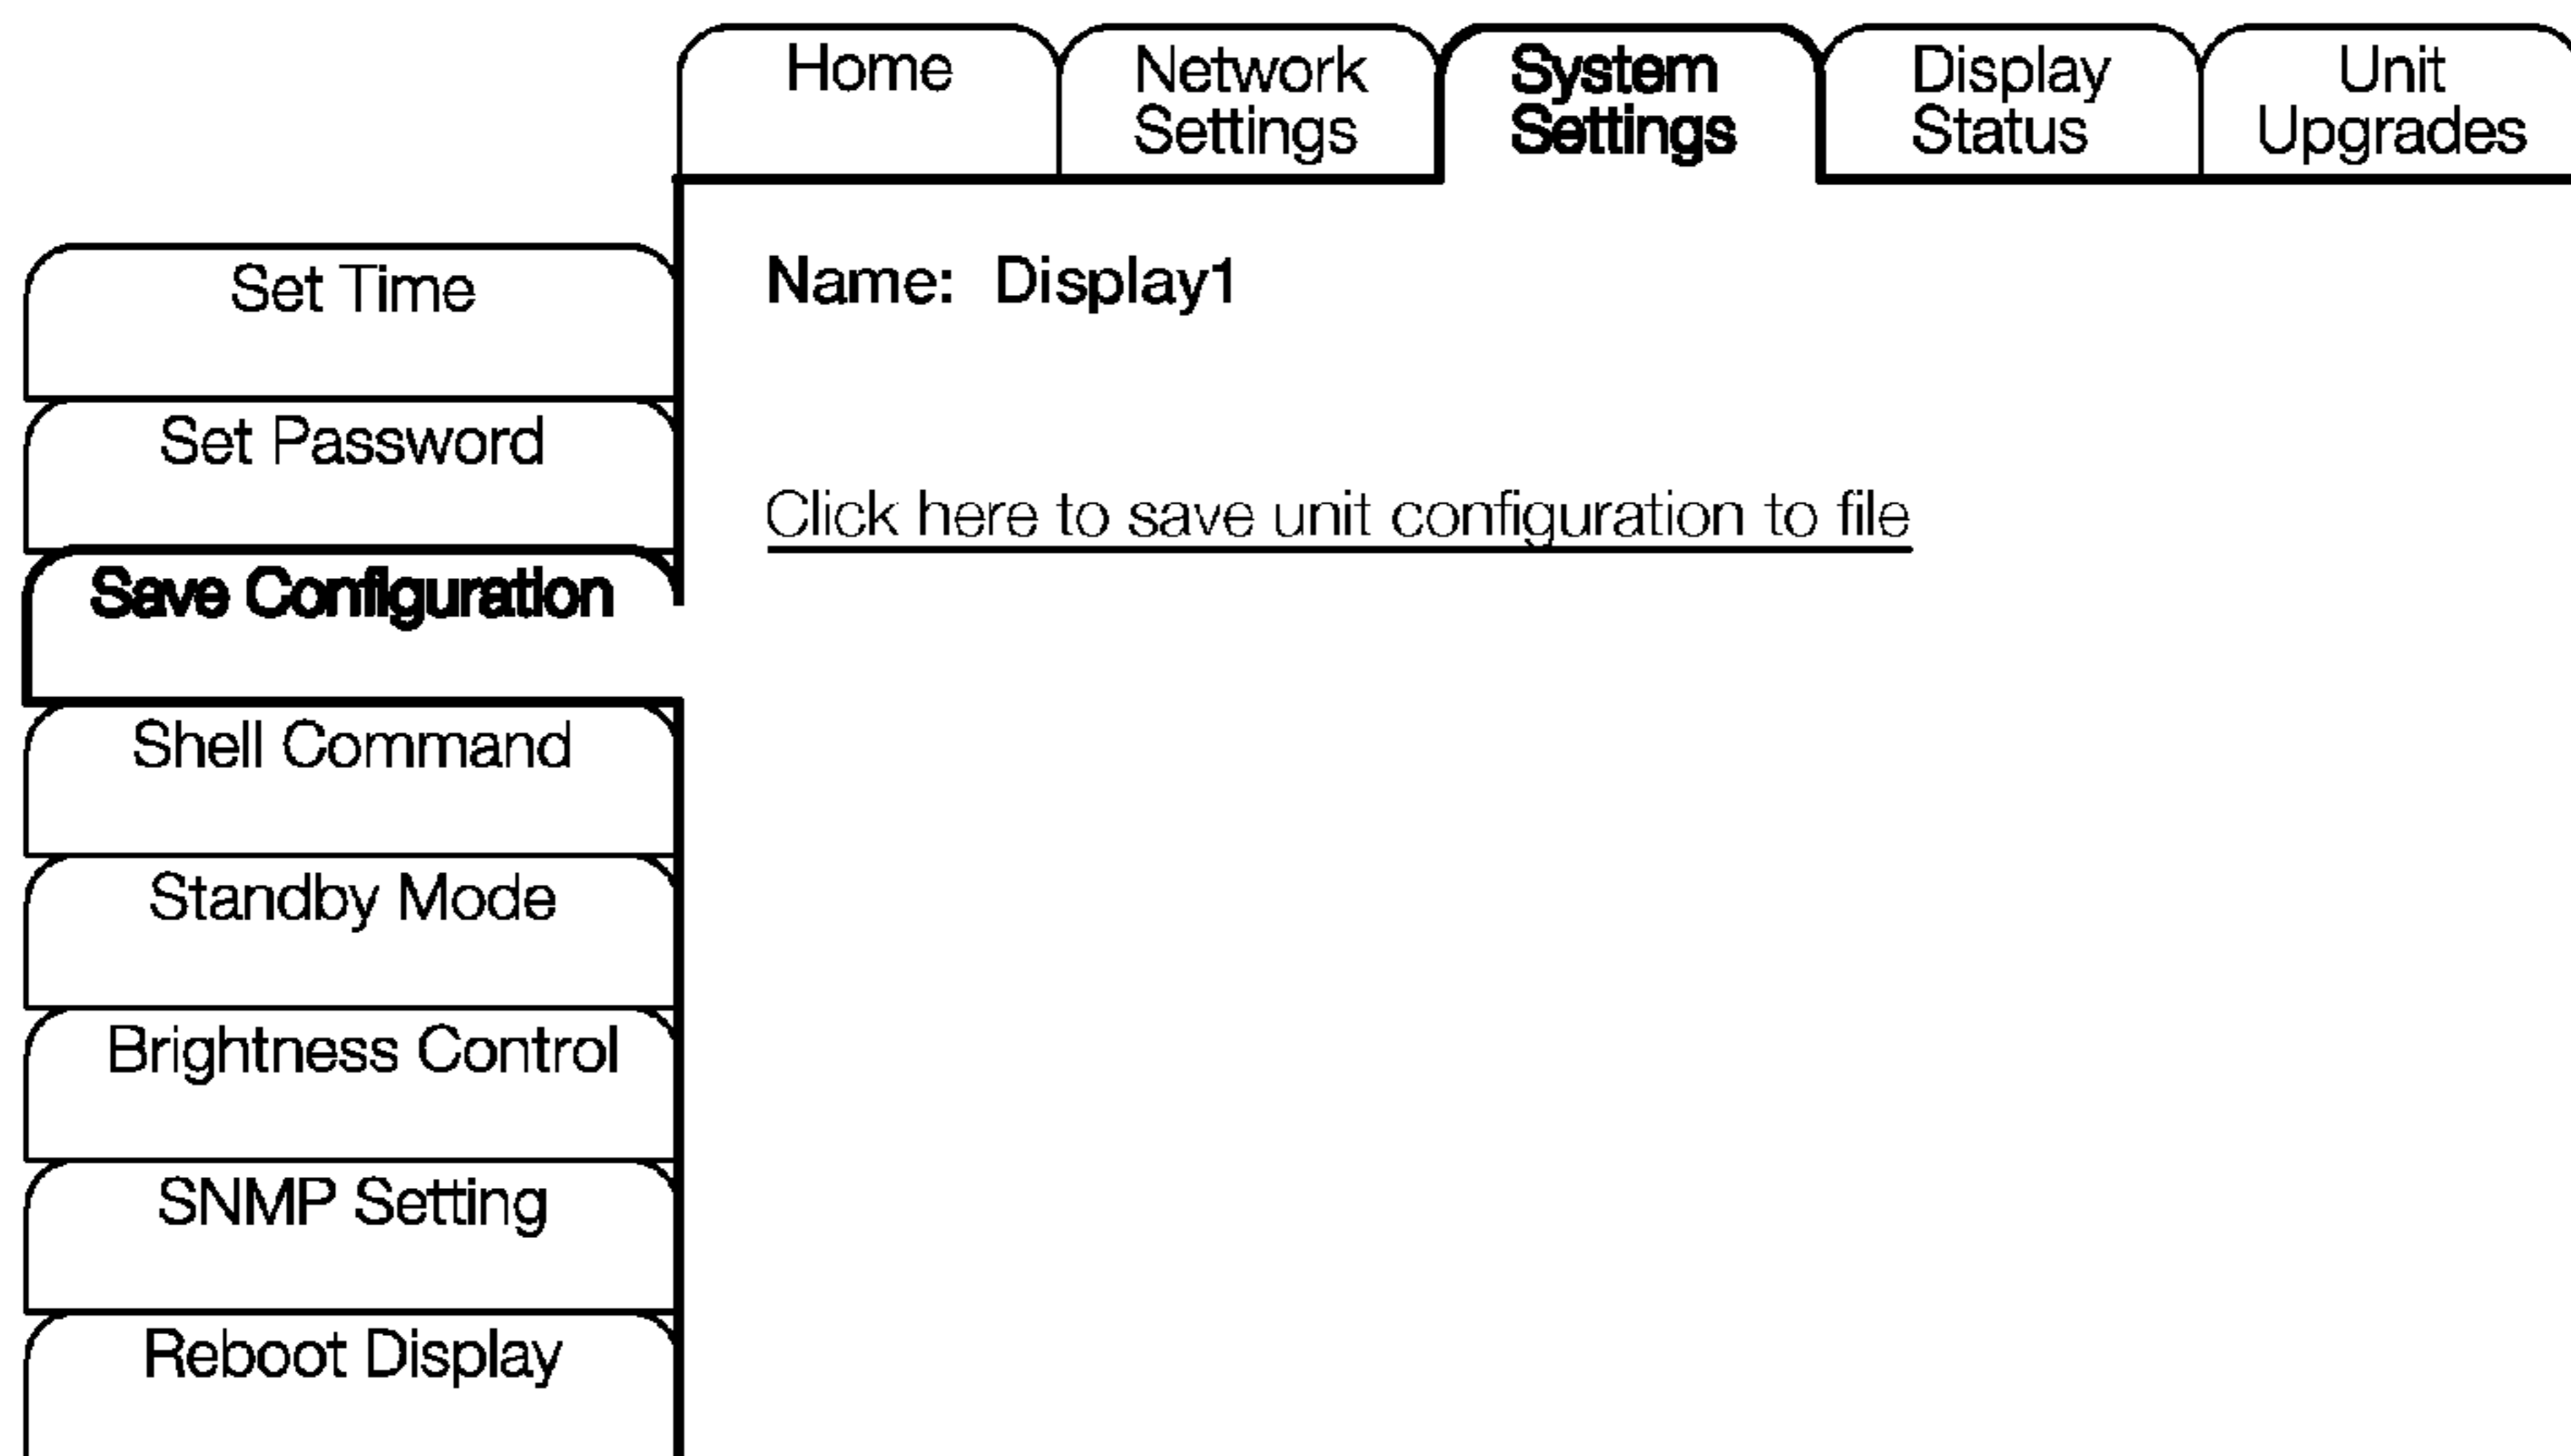 Home
Network
Settings
System
Settings
Display
Status
Unit
Upgrades
Set Time
Set Password
Save Configuration
Shell Command
Standby Mode
Brightness Control
SNMP Setting
Reboot Display
Name: Display1
Click here to save unit configuration to file